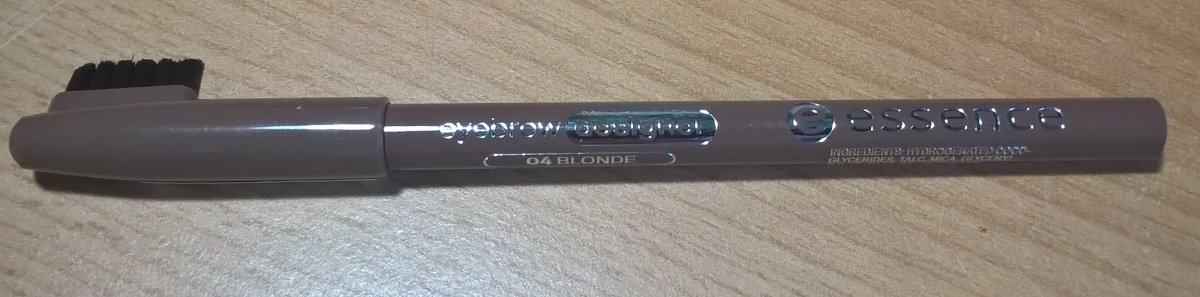 eyebrow designer
04 BLONDE
e essence
INGREDIENTS: HYDROGENATED COCO-
GLYCERIDES, TALC, MICA, GLYCERYL